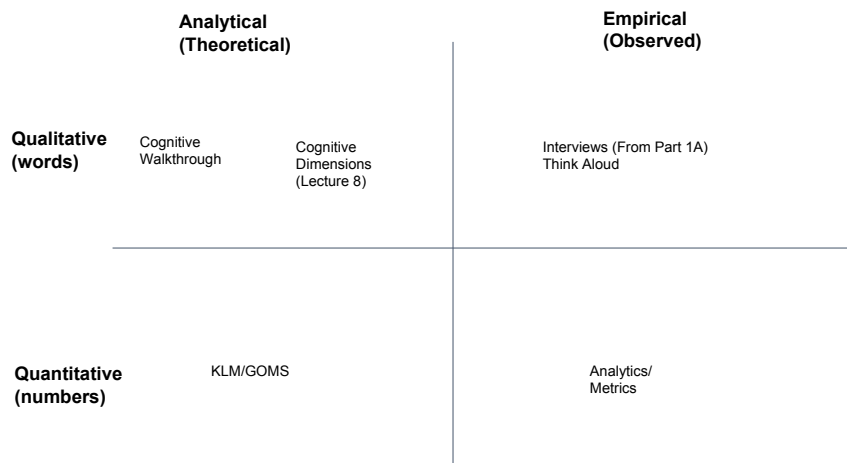 Analytical
(Theoretical)
Empirical
(Observed)
Qualitative
(words)
Cognitive
Walkthrough
Cognitive
Dimensions
(Lecture 8)
Interviews (From Part 1A)
Think Aloud
Quantitative
(numbers)
KLM/GOMS
Analytics/
Metrics